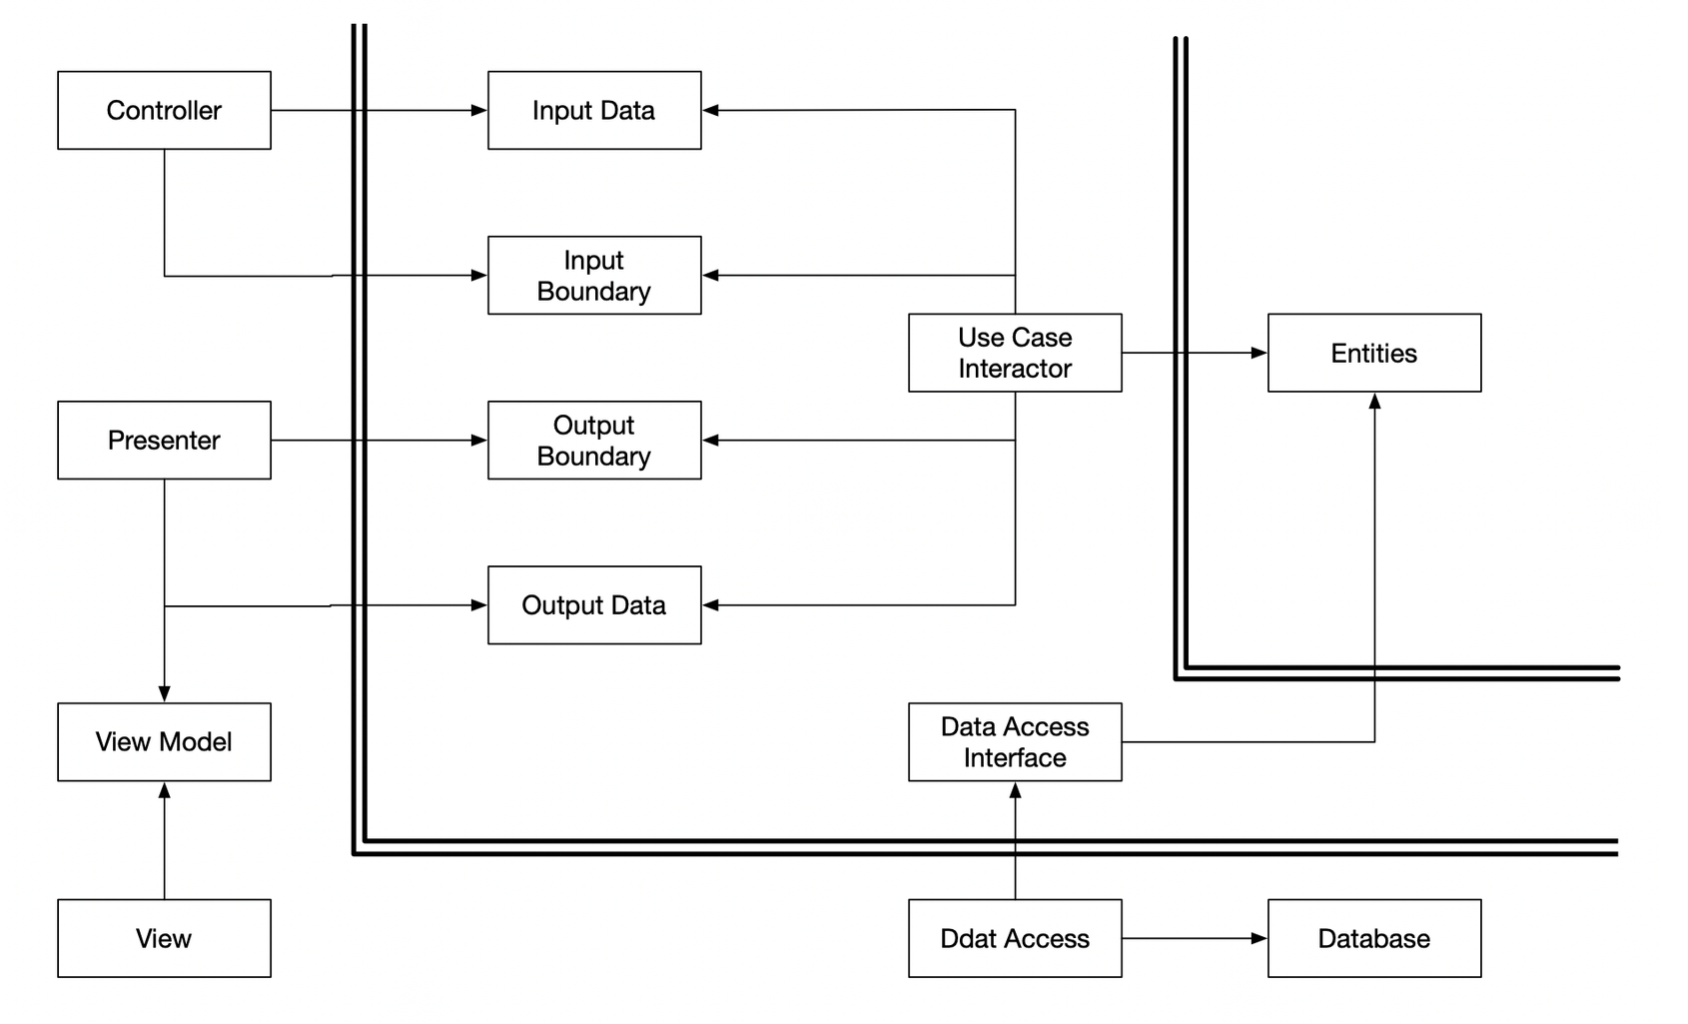 Controller
Input Data
Input
Boundary
Use Case
Interactor
Entities
Presenter
Output
Boundary
Output Data
View Model
Data Access
Interface
View
Ddat Access
Database